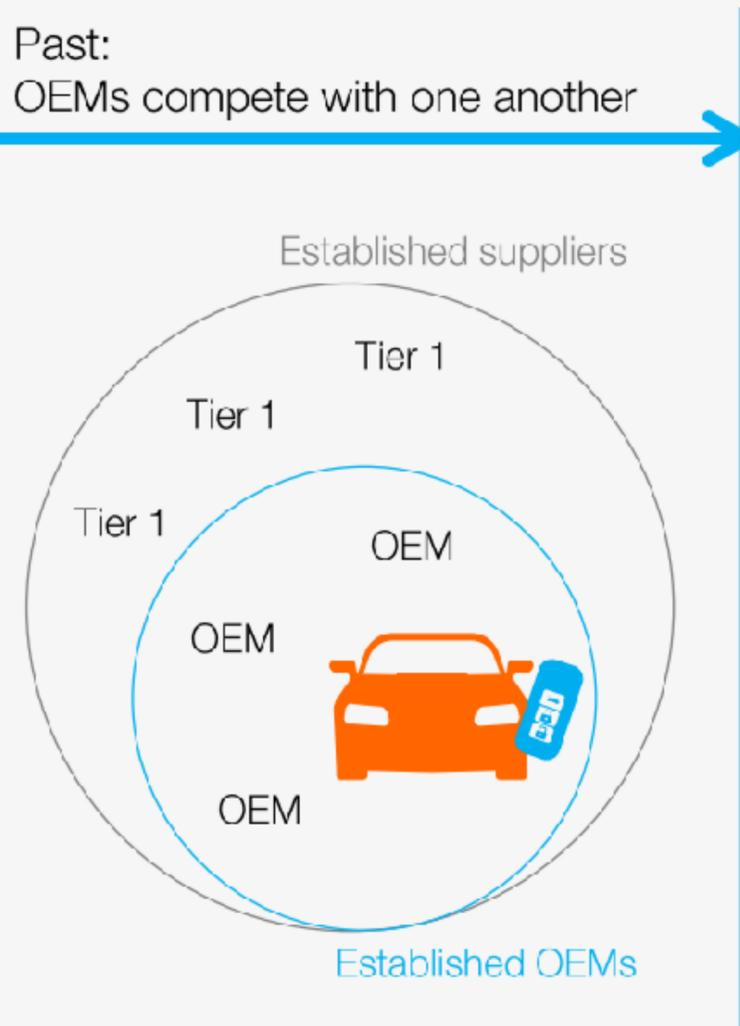 Past:
OEMs compete with one another
Established suppliers
Tier 1
Tier 1
Tier 1
OEM
OEM
OEM
Established OEMs